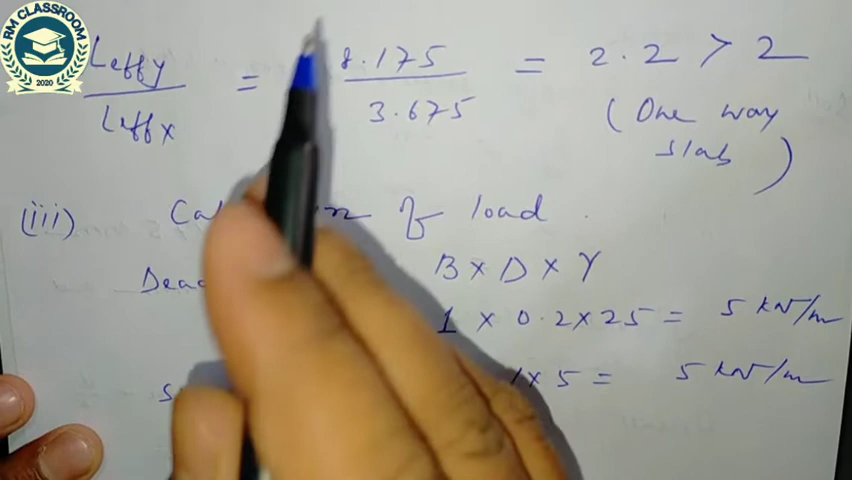 RM CLASSROOM
2020
Leffy / Leffx = 8.175 / 3.675 = 2.2 > 2
(One way slab)
(iii) of load
B × D × γ
1 × 0.2 × 25 = 5 kN/m
1 × 5 = 5 kN/m